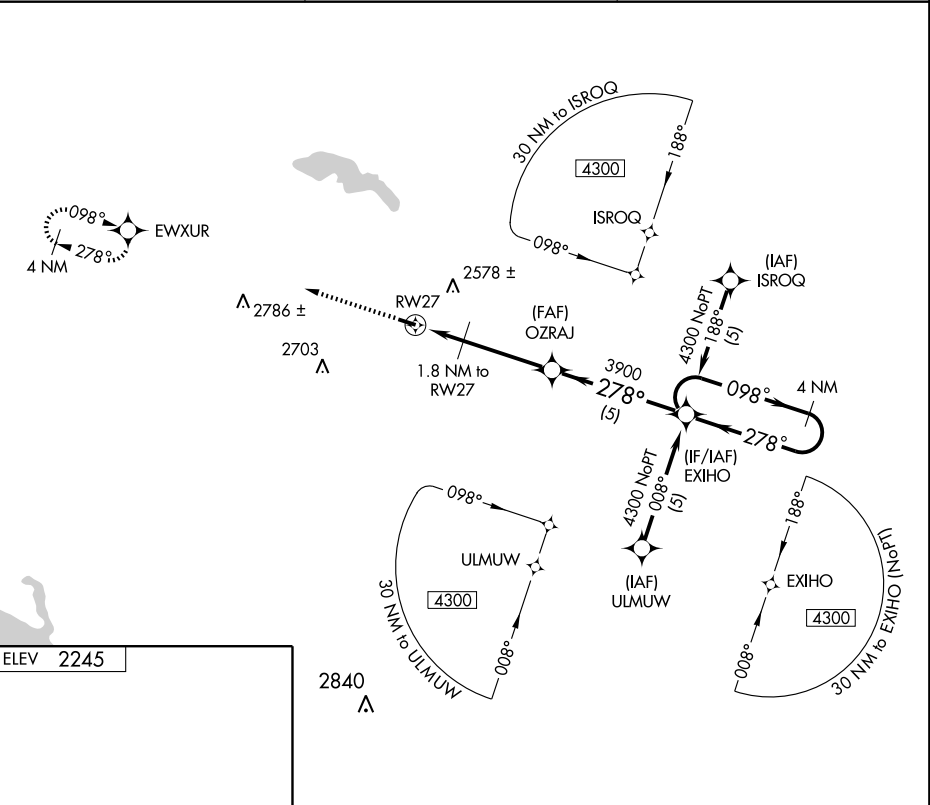 30 NM to ISROQ
188°
4300
ISROQ
098°
098°
EWXUR
278°
4 NM
2578 ±
(IAF)
ISROQ
RW27
2786 ±
(FAF)
OZRAJ
4300 NoPT
188°
(5)
2703
1.8 NM to
RW27
3900
278°
(5)
098°
4 NM
278°
(IF/IAF)
EXIHO
4300 NoPT
008°
(5)
098°
188°
ULMUW
(IAF)
ULMUW
EXIHO
4300
30 NM to ULMUW
008°
4300
008°
30 NM to EXIHO (NoPT)
ELEV 2245
2840